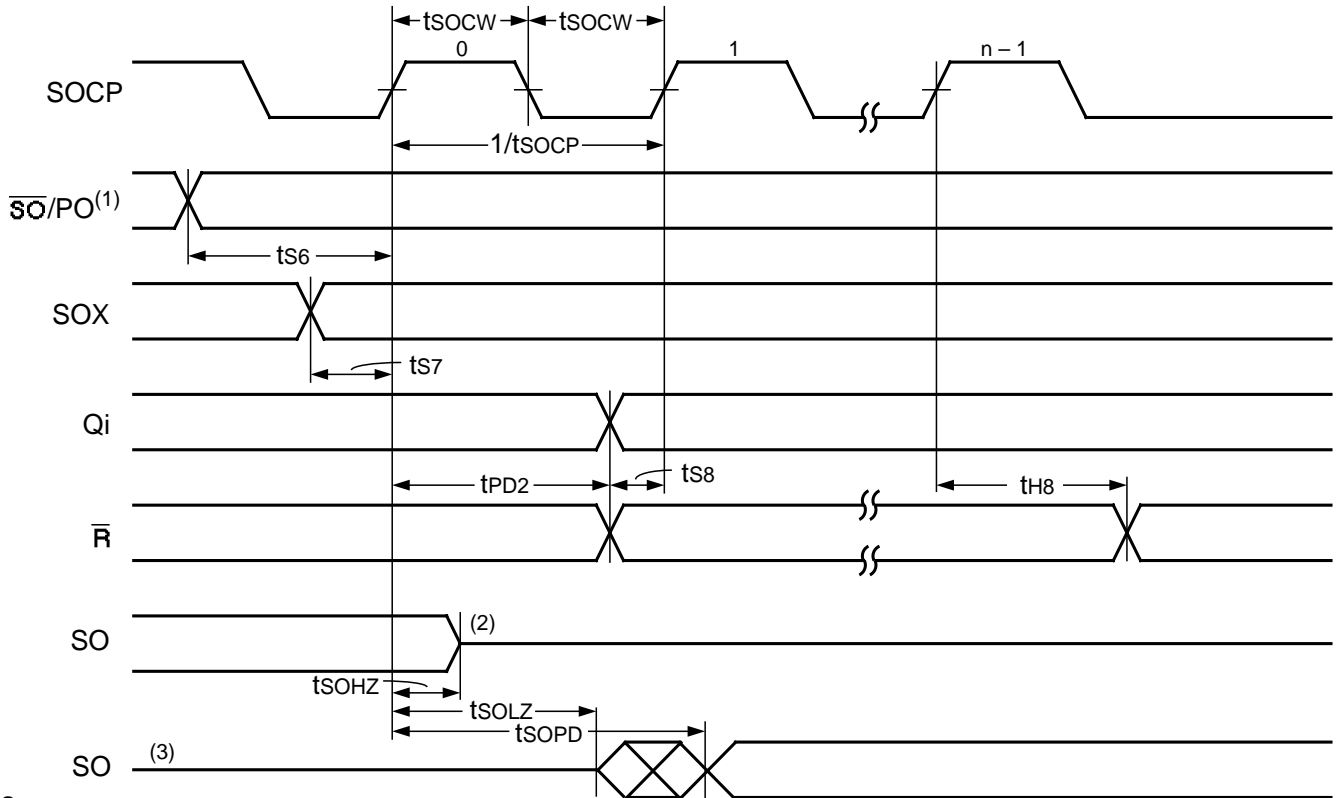 tSOCW tSOCW
0 1 n – 1
SOCP
1/tSOCP
S̅O̅/PO(1)
tS6
SOX
tS7
Qi
tS8
tPD2 tH8
R̅
SO (2)
tSOHZ
tSOLZ
tSOPD
(3)
SO